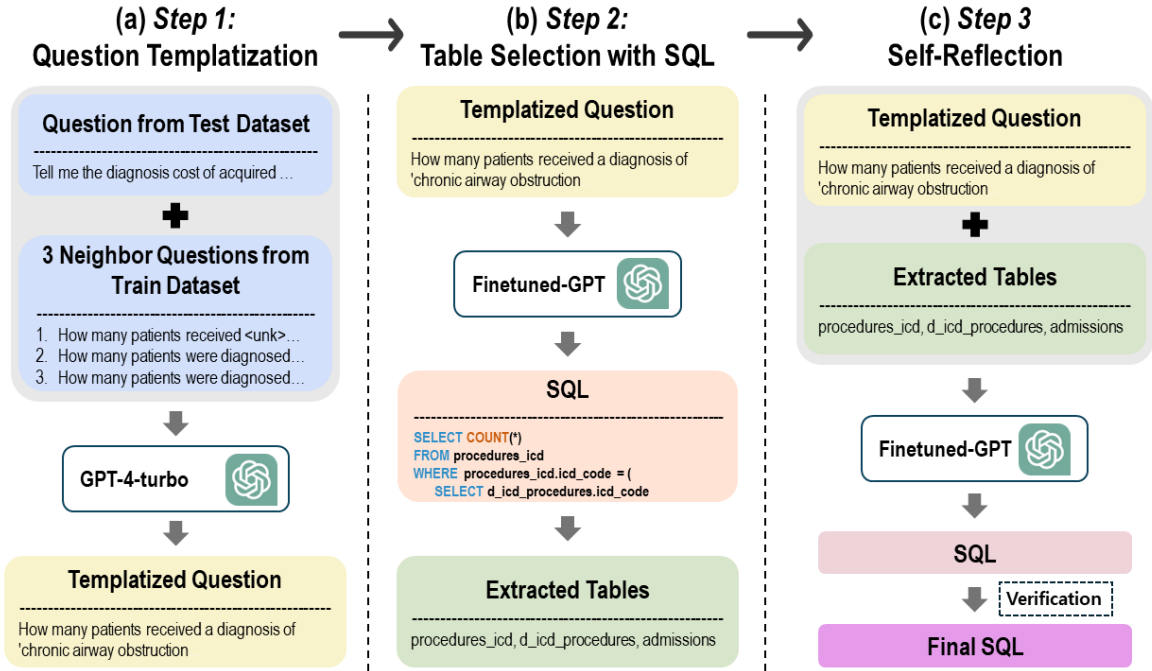 (a) Step 1:
Question Templatization
Question from Test Dataset
Tell me the diagnosis cost of acquired …
3 Neighbor Questions from
Train Dataset
1. How many patients received <unk>…
2. How many patients were diagnosed…
3. How many patients were diagnosed…
GPT-4-turbo
Templatized Question
How many patients received a diagnosis of
'chronic airway obstruction
(b) Step 2:
Table Selection with SQL
Templatized Question
How many patients received a diagnosis of
'chronic airway obstruction
Finetuned-GPT
SQL
SELECT COUNT(*)
FROM procedures_icd
WHERE procedures_icd.icd_code = (
SELECT d_icd_procedures.icd_code
Extracted Tables
procedures_icd, d_icd_procedures, admissions
(c) Step 3
Self-Reflection
Templatized Question
How many patients received a diagnosis of
'chronic airway obstruction
Extracted Tables
procedures_icd, d_icd_procedures, admissions
Finetuned-GPT
SQL
Verification
Final SQL